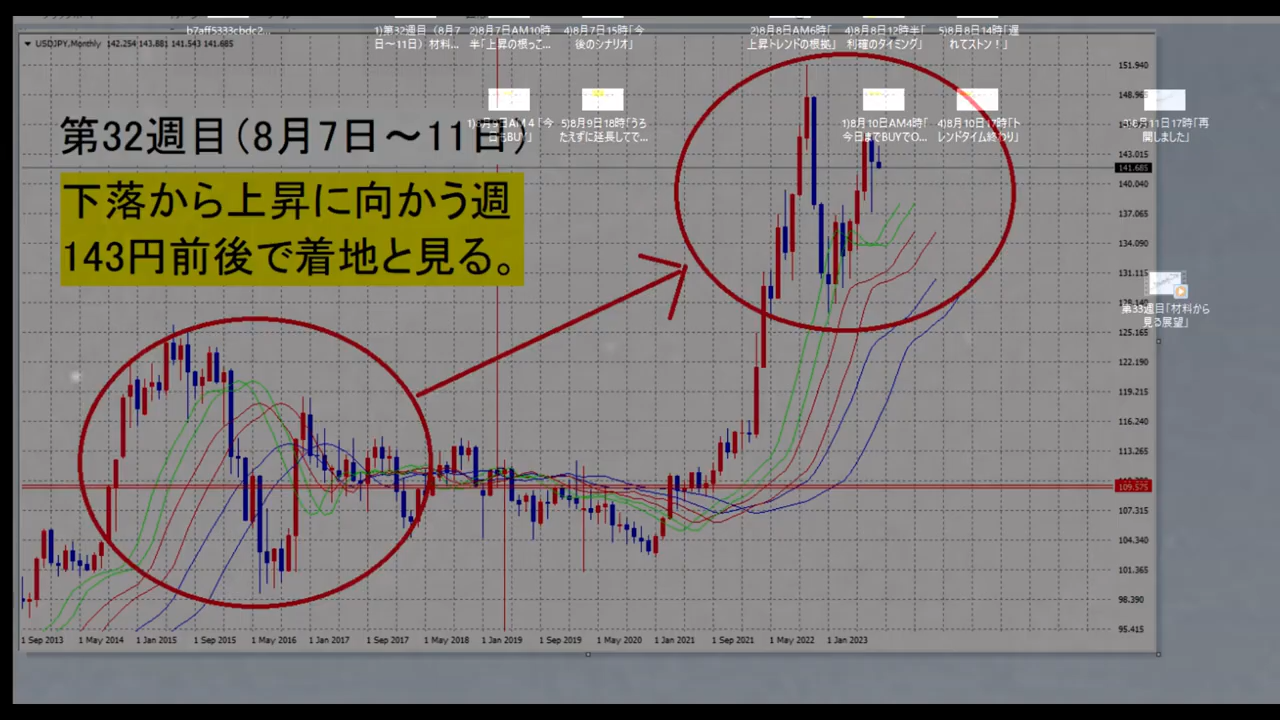 b7aff5333cbdc2...
1)第32週目（8月7
日〜11日）材料...
2)8月7日AM10時
半「上昇の根っこ...
4)8月7日15時「今
後のシナリオ」
2)8月8日AM6時「
上昇トレンドの根拠」
4)8月8日12時半「
利確のタイミング」
5)8月8日14時「遅
れてストン！」
USDJPY,Monthly 142.254 143.881 141.543 141.685
5)8月9日18時「うろ
たえずに延長してで...
1)8月10日AM4時「
今日までBUYでO...
4)8月10日17時「ト
レンドタイム終わり」
月11日17時「再
開しました」
第32週目(8月7日〜11日)
下落から上昇に向かう週
143円前後で着地と見る。
第33週目「材料から
見る展望」
151.940
143.015
141.685
140.040
137.065
134.090
131.115
125.165
122.190
119.215
116.240
113.265
109.575
107.315
104.340
101.365
98.390
95.415
1 Sep 2013
1 May 2014
1 Jan 2015
1 Sep 2015
1 May 2016
1 Jan 2017
1 Sep 2017
1 May 2018
1 Jan 2019
1 Sep 2019
1 May 2020
1 Jan 2021
1 Sep 2021
1 May 2022
1 Jan 2023